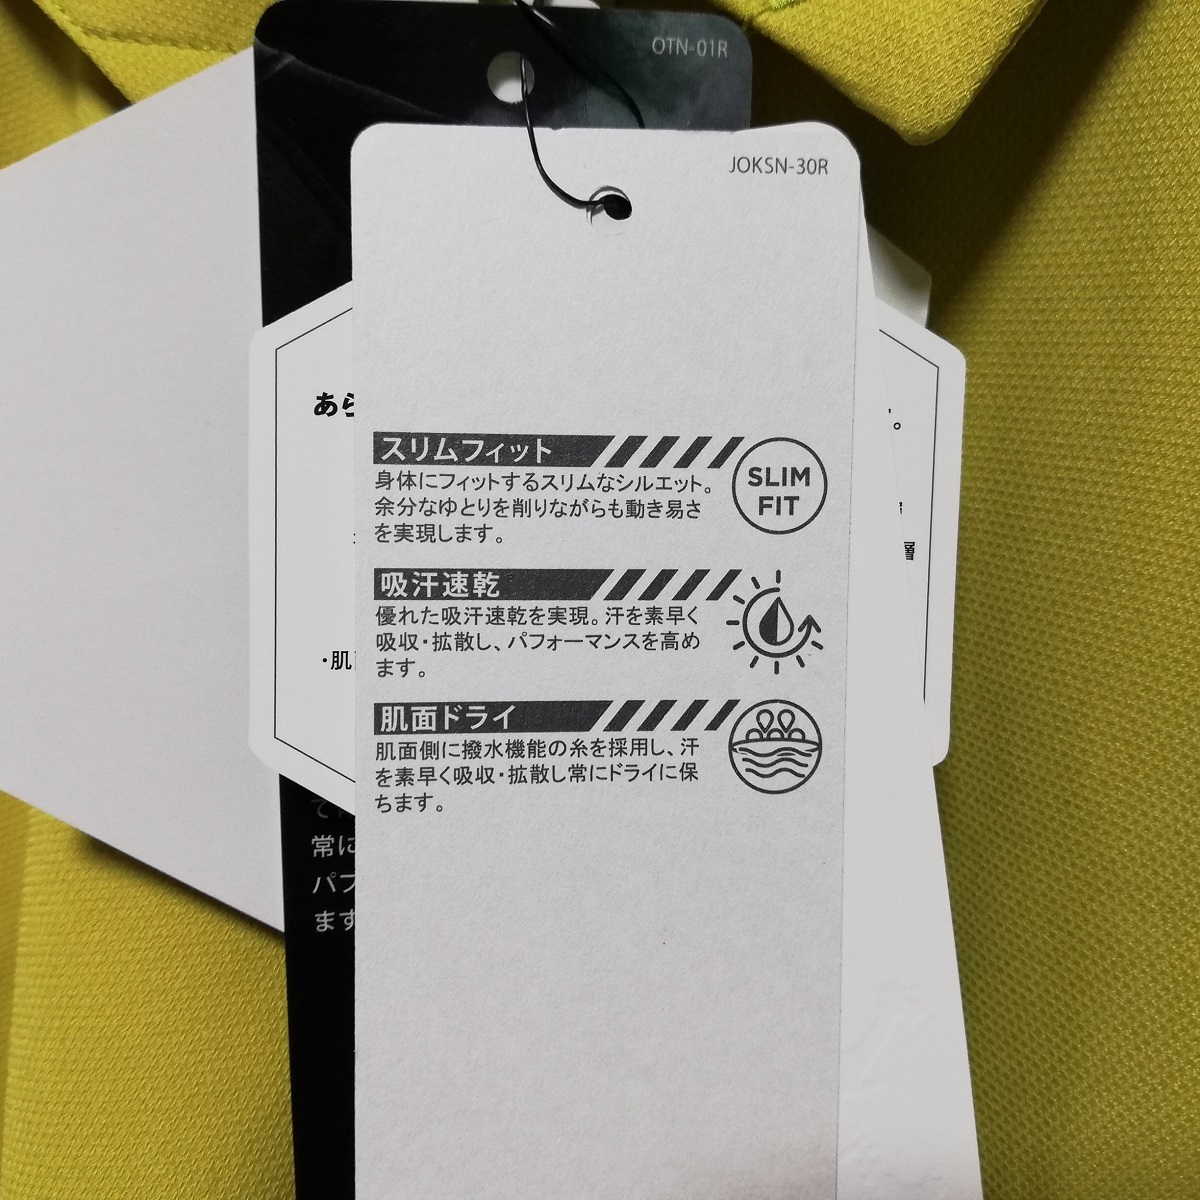 OTN-01R
JOKSN-30R
あら
。
スリムフィット
SLIM
FIT
身体にフィットするスリムなシルエット。
余分なゆとりを削りながらも動き易さ
を実現します。
層
吸汗速乾
優れた吸汗速乾を実現。汗を素早く
吸収・拡散し、パフォーマンスを高め
ます。
・肌
肌面ドライ
肌面側に撥水機能の糸を採用し、汗
を素早く吸収・拡散し常にドライに保
ちます。
て
常に
パフ
ます